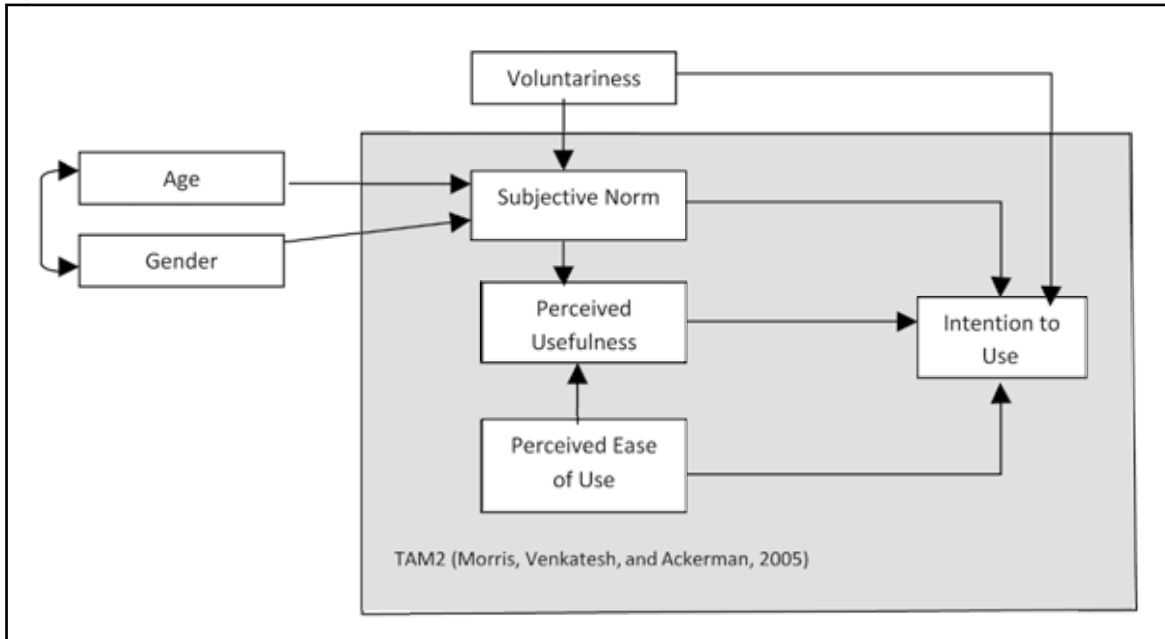 Voluntariness
Age
Subjective Norm
Gender
Perceived
Usefulness
Intention to
Use
Perceived Ease
of Use
TAM2 (Morris, Venkatesh, and Ackerman, 2005)